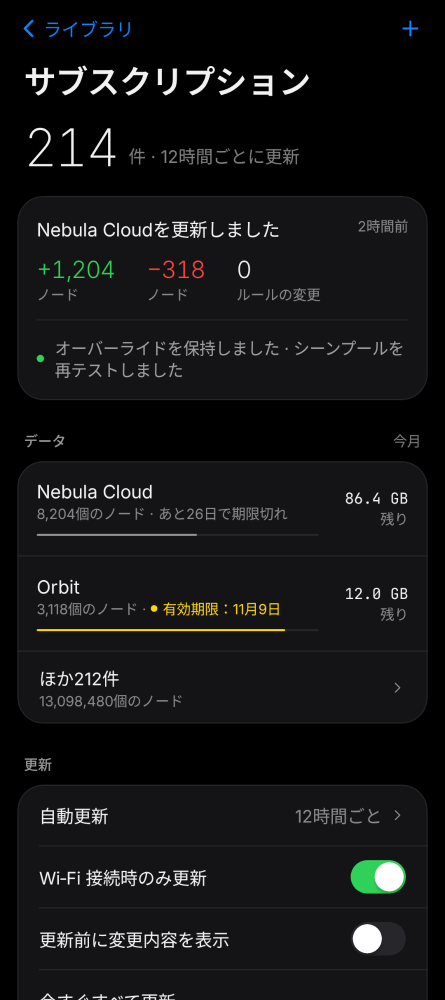 ライブラリ
サブスクリプション
214 件 · 12時間ごとに更新
Nebula Cloudを更新しました 2時間前
+1,204 −318 0
ノード ノード ルールの変更
オーバーライドを保持しました · シーンプールを
再テストしました
データ 今月
Nebula Cloud 86.4 GB
8,204個のノード · あと26日で期限切れ 残り
Orbit 12.0 GB
3,118個のノード · 有効期限：11月9日 残り
ほか212件
13,098,480個のノード
更新
自動更新 12時間ごと
Wi-Fi 接続時のみ更新
更新前に変更内容を表示
今すぐすべて更新